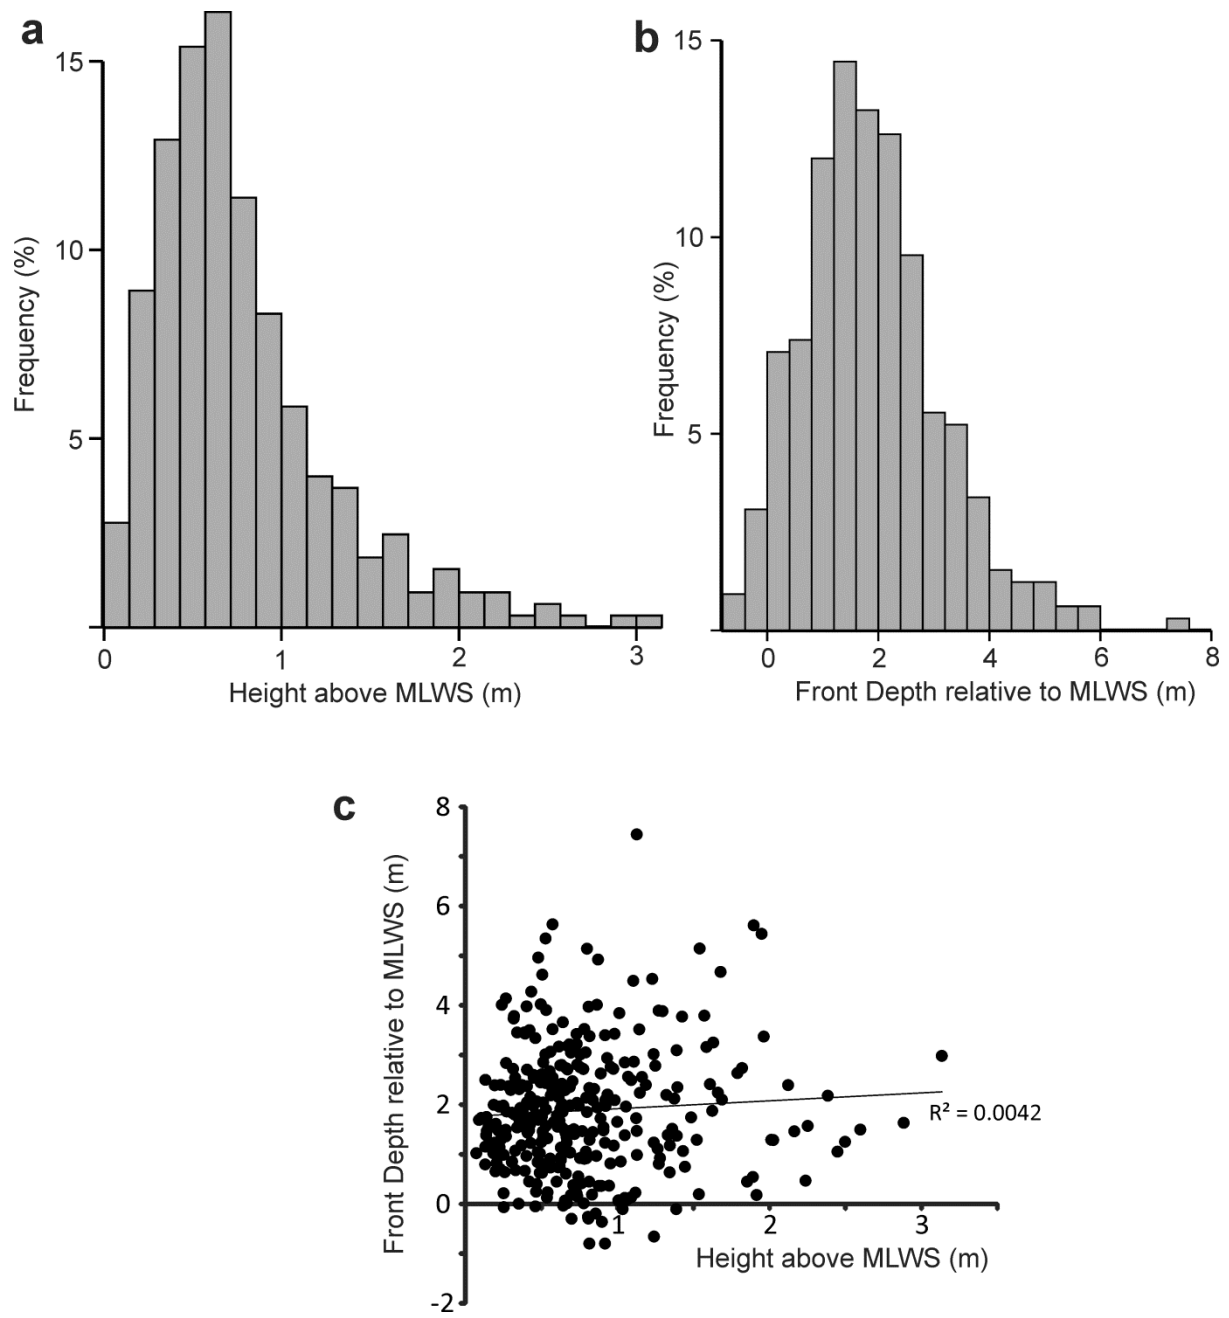 a
15
10
5
Frequency (%)
0
1
2
3
Height above MLWS (m)
b
15
10
5
Frequency (%)
0
2
4
6
8
Front Depth relative to MLWS (m)
c
8
6
4
2
0
-2
Front Depth relative to MLWS (m)
R² = 0.0042
1
2
3
Height above MLWS (m)